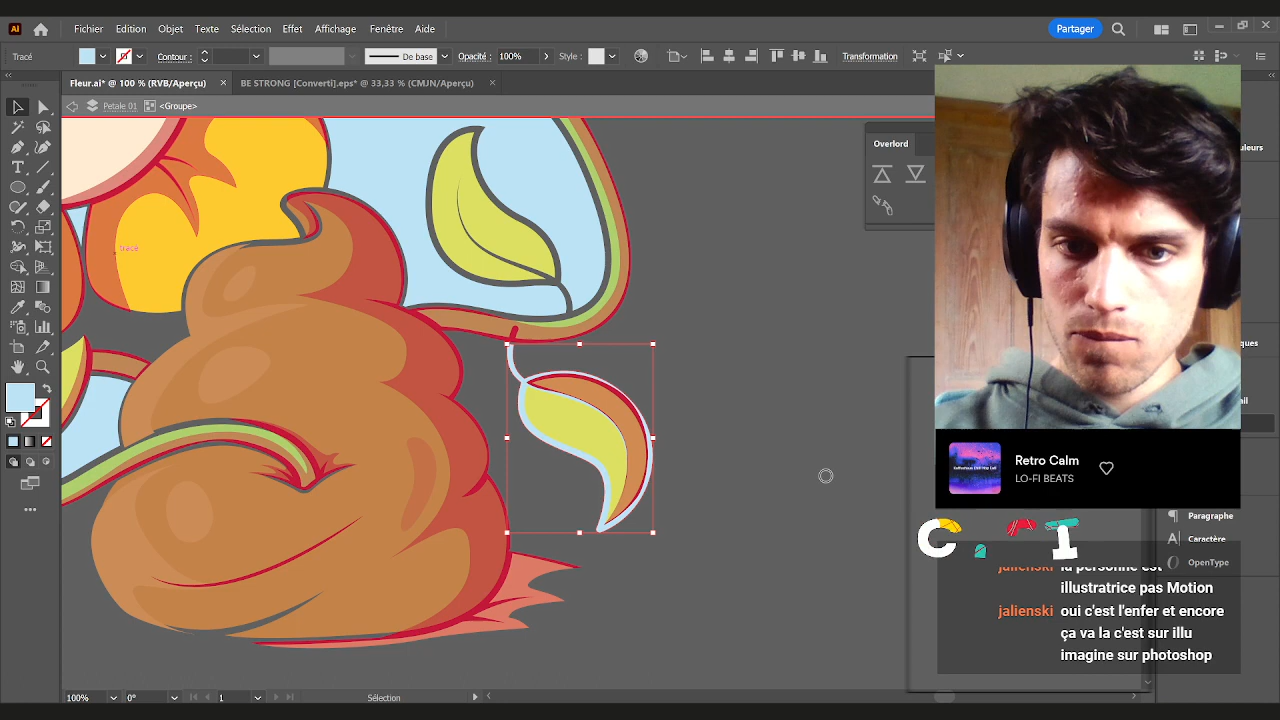 Ai
Fichier Edition Objet Texte Sélection Effet Affichage Fenêtre Aide
Partager
Tracé
Contour :
De base
Opacité : 100%
Style :
Transformation
Fleur.ai* @ 100 % (RVB/Aperçu) ×
BE STRONG [Converti].eps* @ 33,33 % (CMJN/Aperçu) ×
Petale 01 <Groupe>
Overlord
tracé
Retro Calm
LO-FI BEATS
Paragraphe
Caractère
OpenType
jalienski la personne est
illustratrice pas Motion
jalienski oui c'est l'enfer et encore
ça va la c'est sur illu
imagine sur photoshop
100% 0° 1 Sélection